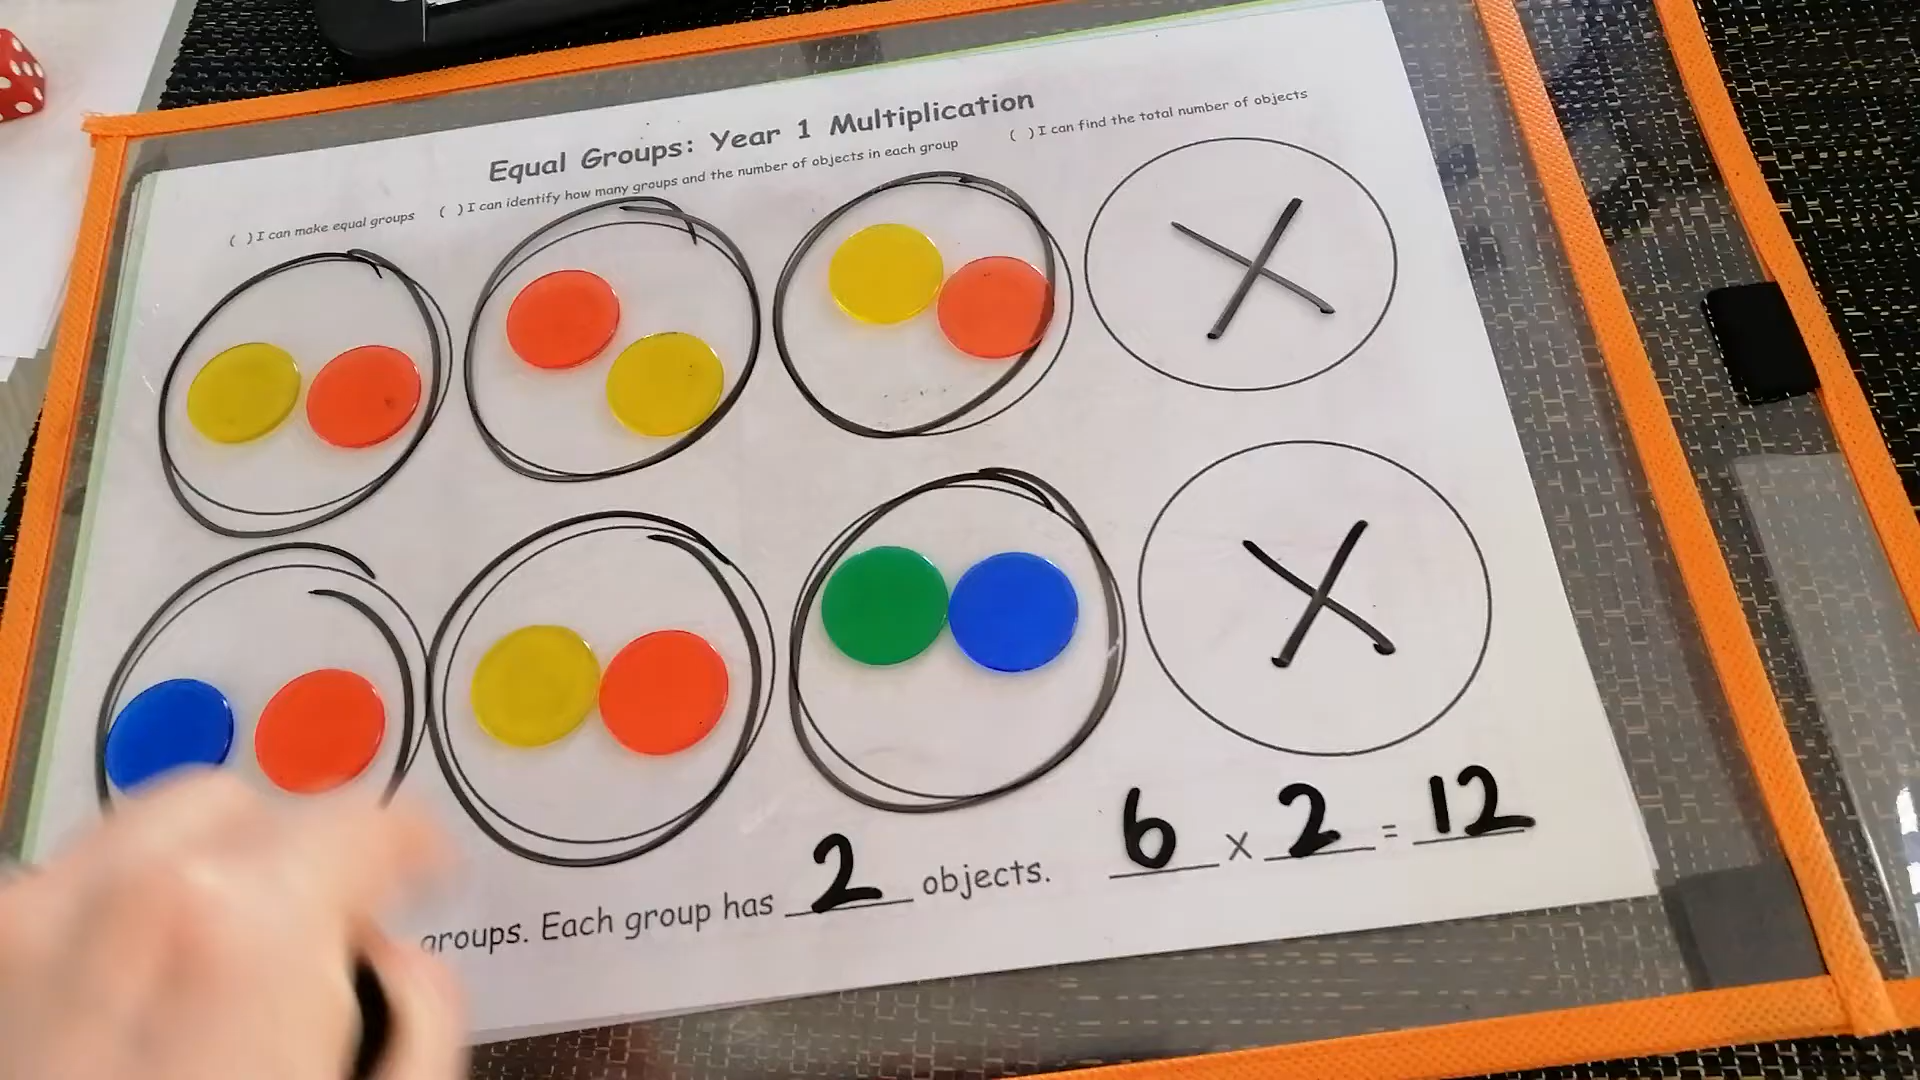 Equal Groups: Year 1 Multiplication
( ) I can make equal groups ( ) I can identify how many groups and the number of objects in each group ( ) I can find the total number of objects
X
X
groups. Each group has 2 objects. 6 x 2 = 12